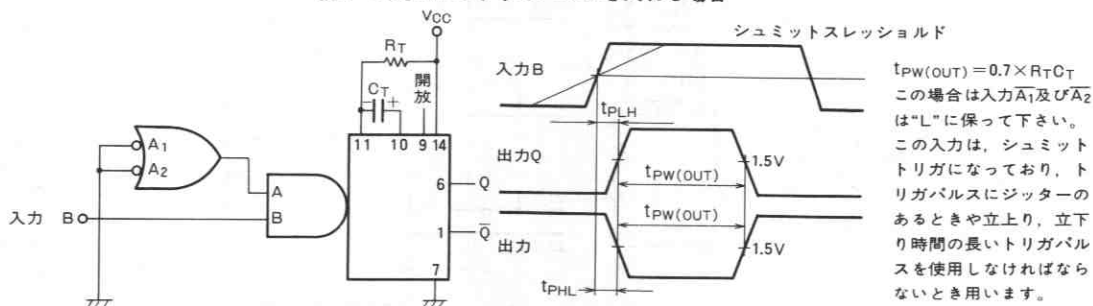 VCC
RT
CT
+
開放
11 10 9 14
A1
A2
A
B
入力 B
6
Q
1
Q̅
7
シュミットスレッショルド
入力B
tPLH
出力Q
tPW(OUT)
1.5V
tPW(OUT)
出力
1.5V
tPHL
tPW(OUT)=0.7×RTCT
この場合は入力A̅1̅及びA̅2̅
は“L”に保って下さい。
この入力は，シュミット
トリガになっており，ト
リガパルスにジッターの
あるときや立上り，立下
り時間の長いトリガパル
スを使用しなければなら
ないとき用います。